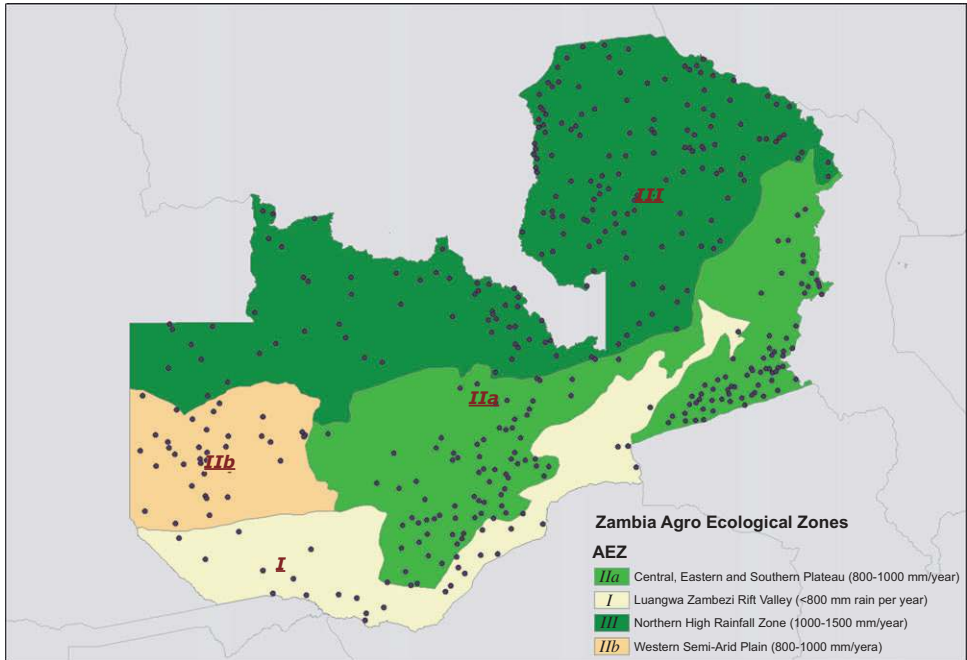 III
IIa
IIb
I
Zambia Agro Ecological Zones
AEZ
IIa Central, Eastern and Southern Plateau (800-1000 mm/year)
I Luangwa Zambezi Rift Valley (<800 mm rain per year)
III Northern High Rainfall Zone (1000-1500 mm/year)
IIb Western Semi-Arid Plain (800-1000 mm/yera)